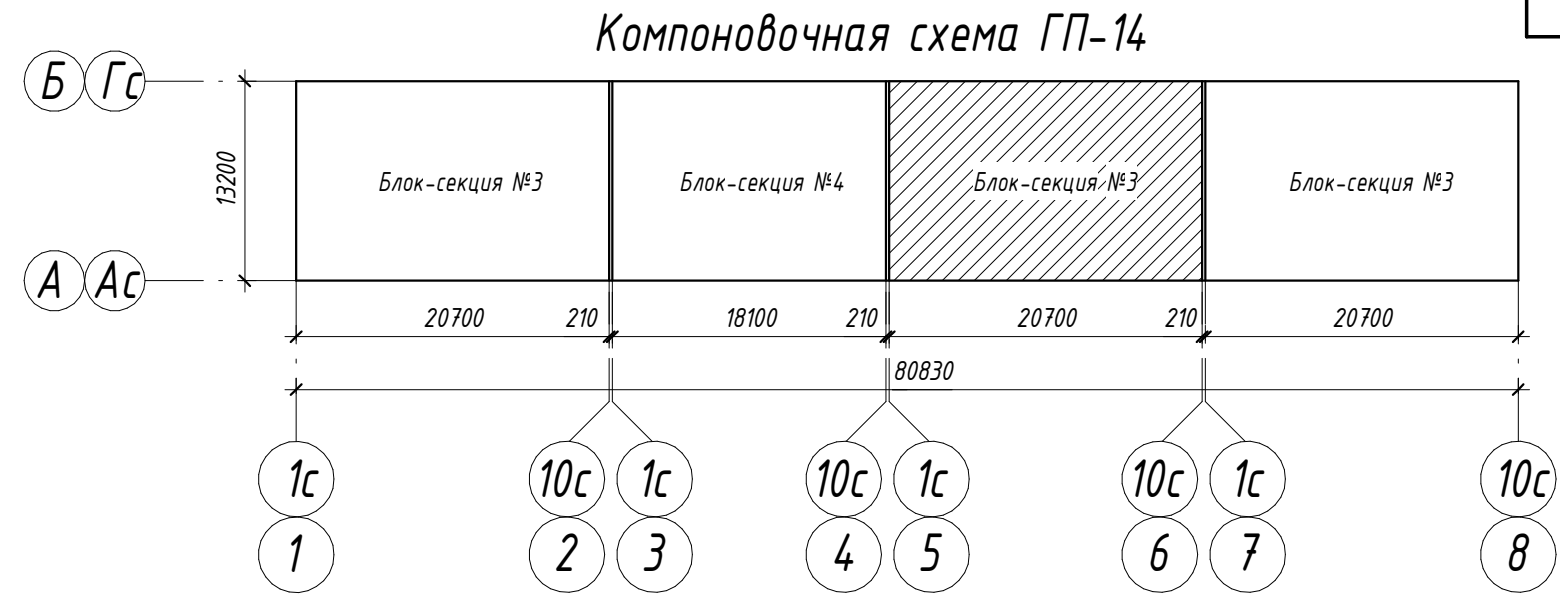 Компоновочная схема ГП-14
Б Гс
13200
Блок-секция №3 Блок-секция №4 Блок-секция №3 Блок-секция №3
А Ас
20700 210 18100 210 20700 210 20700
80830
1с 10с 1с 10с 1с 10с 1с 10с
1 2 3 4 5 6 7 8